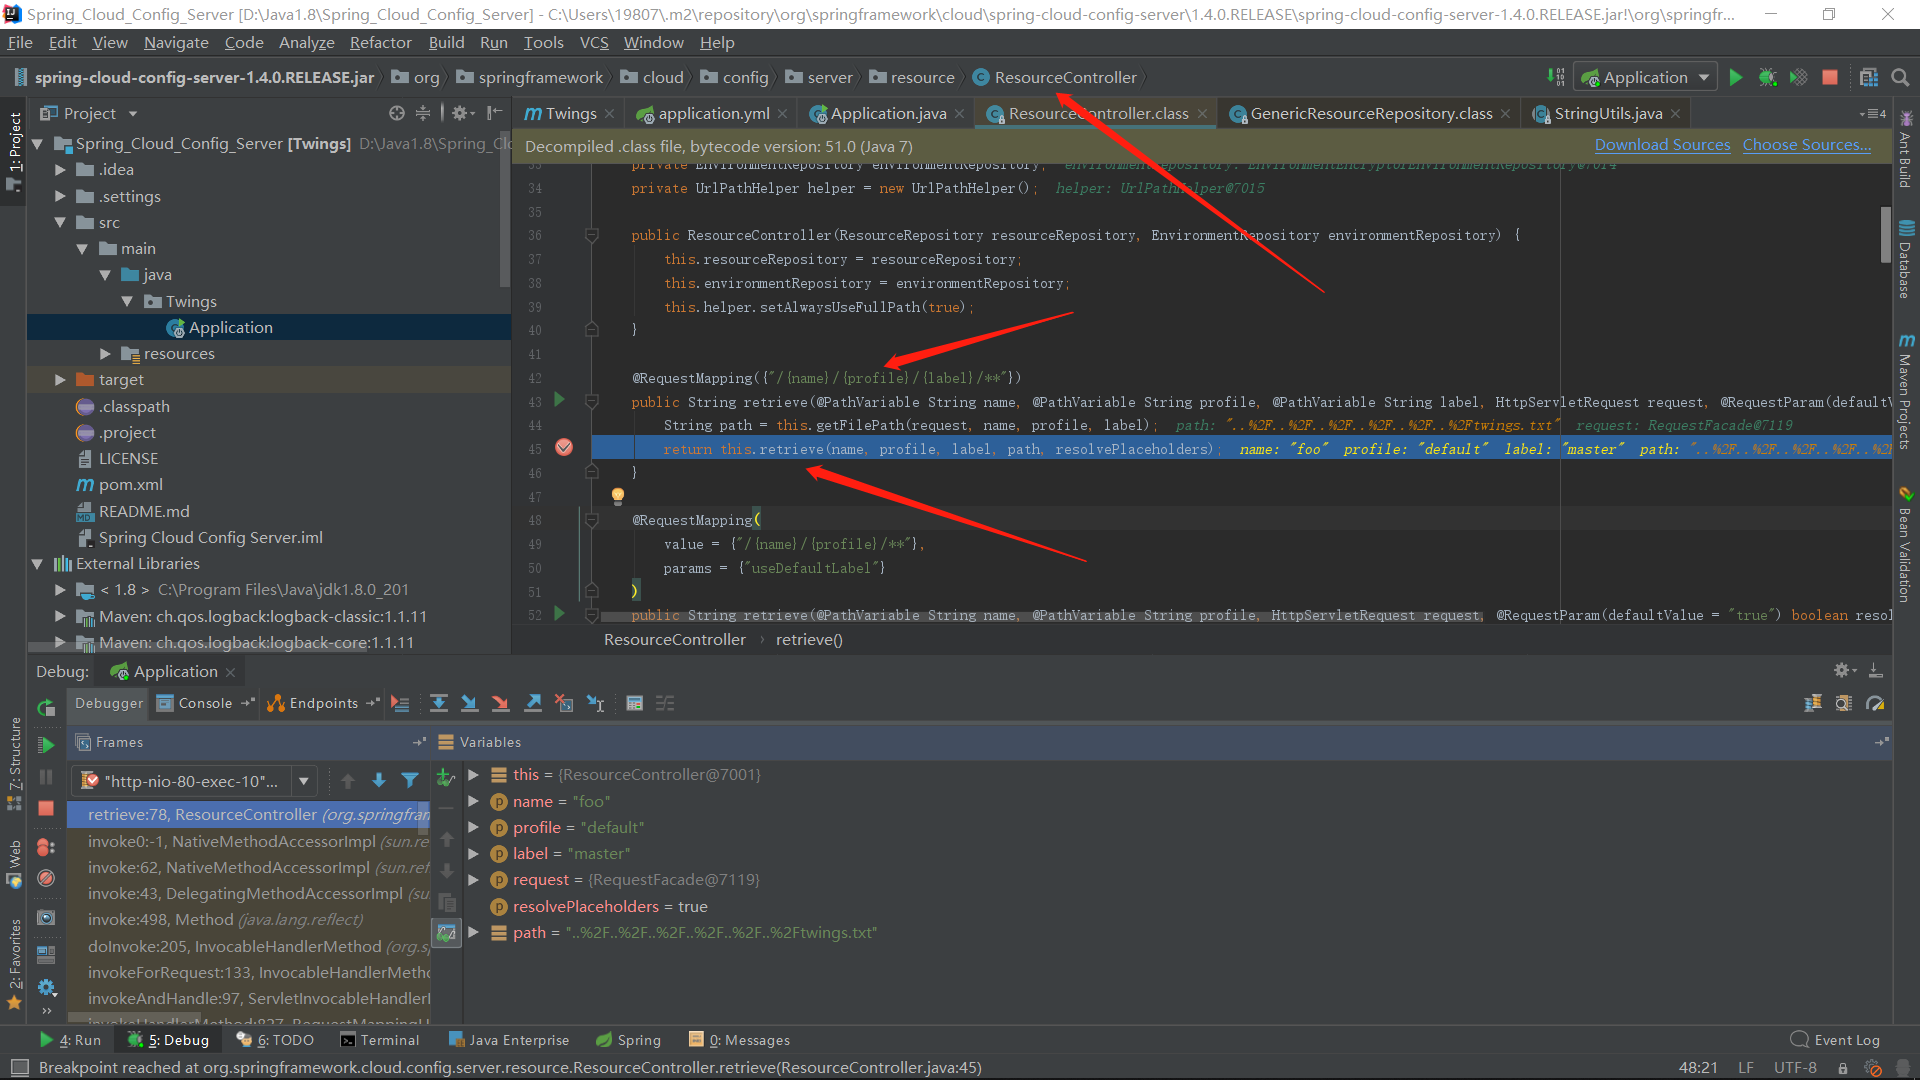 Spring_Cloud_Config_Server [D:\Java1.8\Spring_Cloud_Config_Server] - C:\Users\19807\.m2\repository\org\springframework\cloud\spring-cloud-config-server\1.4.0.RELEASE\spring-cloud-config-server-1.4.0.RELEASE.jar!\org\springfr...
File Edit View Navigate Code Analyze Refactor Build Run Tools VCS Window Help
spring-cloud-config-server-1.4.0.RELEASE.jar org springframework cloud config server resource ResourceController Application
Project
Twings application.yml Application.java ResourceController.class GenericResourceRepository.class StringUtils.java 4
Decompiled .class file, bytecode version: 51.0 (Java 7) Download Sources Choose Sources...
1: Project
Spring_Cloud_Config_Server [Twings] D:\Java1.8\Spring_Cl
.idea
.settings
src
main
java
Twings
Application
resources
target
.classpath
.project
LICENSE
pom.xml
README.md
Spring Cloud Config Server.iml
External Libraries
< 1.8 > C:\Program Files\Java\jdk1.8.0_201
Maven: ch.qos.logback:logback-classic:1.1.11
Maven: ch.qos.logback:logback-core:1.1.11
33 private EnvironmentRepository environmentRepository; environmentRepository: EnvironmentEncryptorEnvironmentRepository@7014
34 private UrlPathHelper helper = new UrlPathHelper(); helper: UrlPathHelper@7015
35
36 public ResourceController(ResourceRepository resourceRepository, EnvironmentRepository environmentRepository) {
37 this.resourceRepository = resourceRepository;
38 this.environmentRepository = environmentRepository;
39 this.helper.setAlwaysUseFullPath(true);
40 }
41
42 @RequestMapping({"/{name}/{profile}/{label}/**"})
43 public String retrieve(@PathVariable String name, @PathVariable String profile, @PathVariable String label, HttpServletRequest request, @RequestParam(defaultV
44 String path = this.getFilePath(request, name, profile, label); path: "..%2F..%2F..%2F..%2F..%2F..%2Ftwings.txt" request: RequestFacade@7119
45 return this.retrieve(name, profile, label, path, resolvePlaceholders); name: "foo" profile: "default" label: "master" path: "..%2F..%2F..%2F..%2F..%2
46 }
47
48 @RequestMapping(
49 value = {"/{name}/{profile}/**"},
50 params = {"useDefaultLabel"}
51 )
52 public String retrieve(@PathVariable String name, @PathVariable String profile, HttpServletRequest request, @RequestParam(defaultValue = "true") boolean resol
ResourceController › retrieve()
Ant Build
Database
Maven Projects
Bean Validation
Debug: Application
Debugger Console Endpoints
Frames
Variables
"http-nio-80-exec-10"...
retrieve:78, ResourceController (org.springfran
invoke0:-1, NativeMethodAccessorImpl (sun.re
invoke:62, NativeMethodAccessorImpl (sun.refl
invoke:43, DelegatingMethodAccessorImpl (su
invoke:498, Method (java.lang.reflect)
doInvoke:205, InvocableHandlerMethod (org.sp
invokeForRequest:133, InvocableHandlerMetho
invokeAndHandle:97, ServletInvocableHandlerI
invokeHandlerMethod:827, RequestMappingH
this = {ResourceController@7001}
name = "foo"
profile = "default"
label = "master"
request = {RequestFacade@7119}
resolvePlaceholders = true
path = "..%2F..%2F..%2F..%2F..%2F..%2Ftwings.txt"
7: Structure
Web
2: Favorites
4: Run 5: Debug 6: TODO Terminal Java Enterprise Spring 0: Messages Event Log
Breakpoint reached at org.springframework.cloud.config.server.resource.ResourceController.retrieve(ResourceController.java:45) 48:21 LF UTF-8